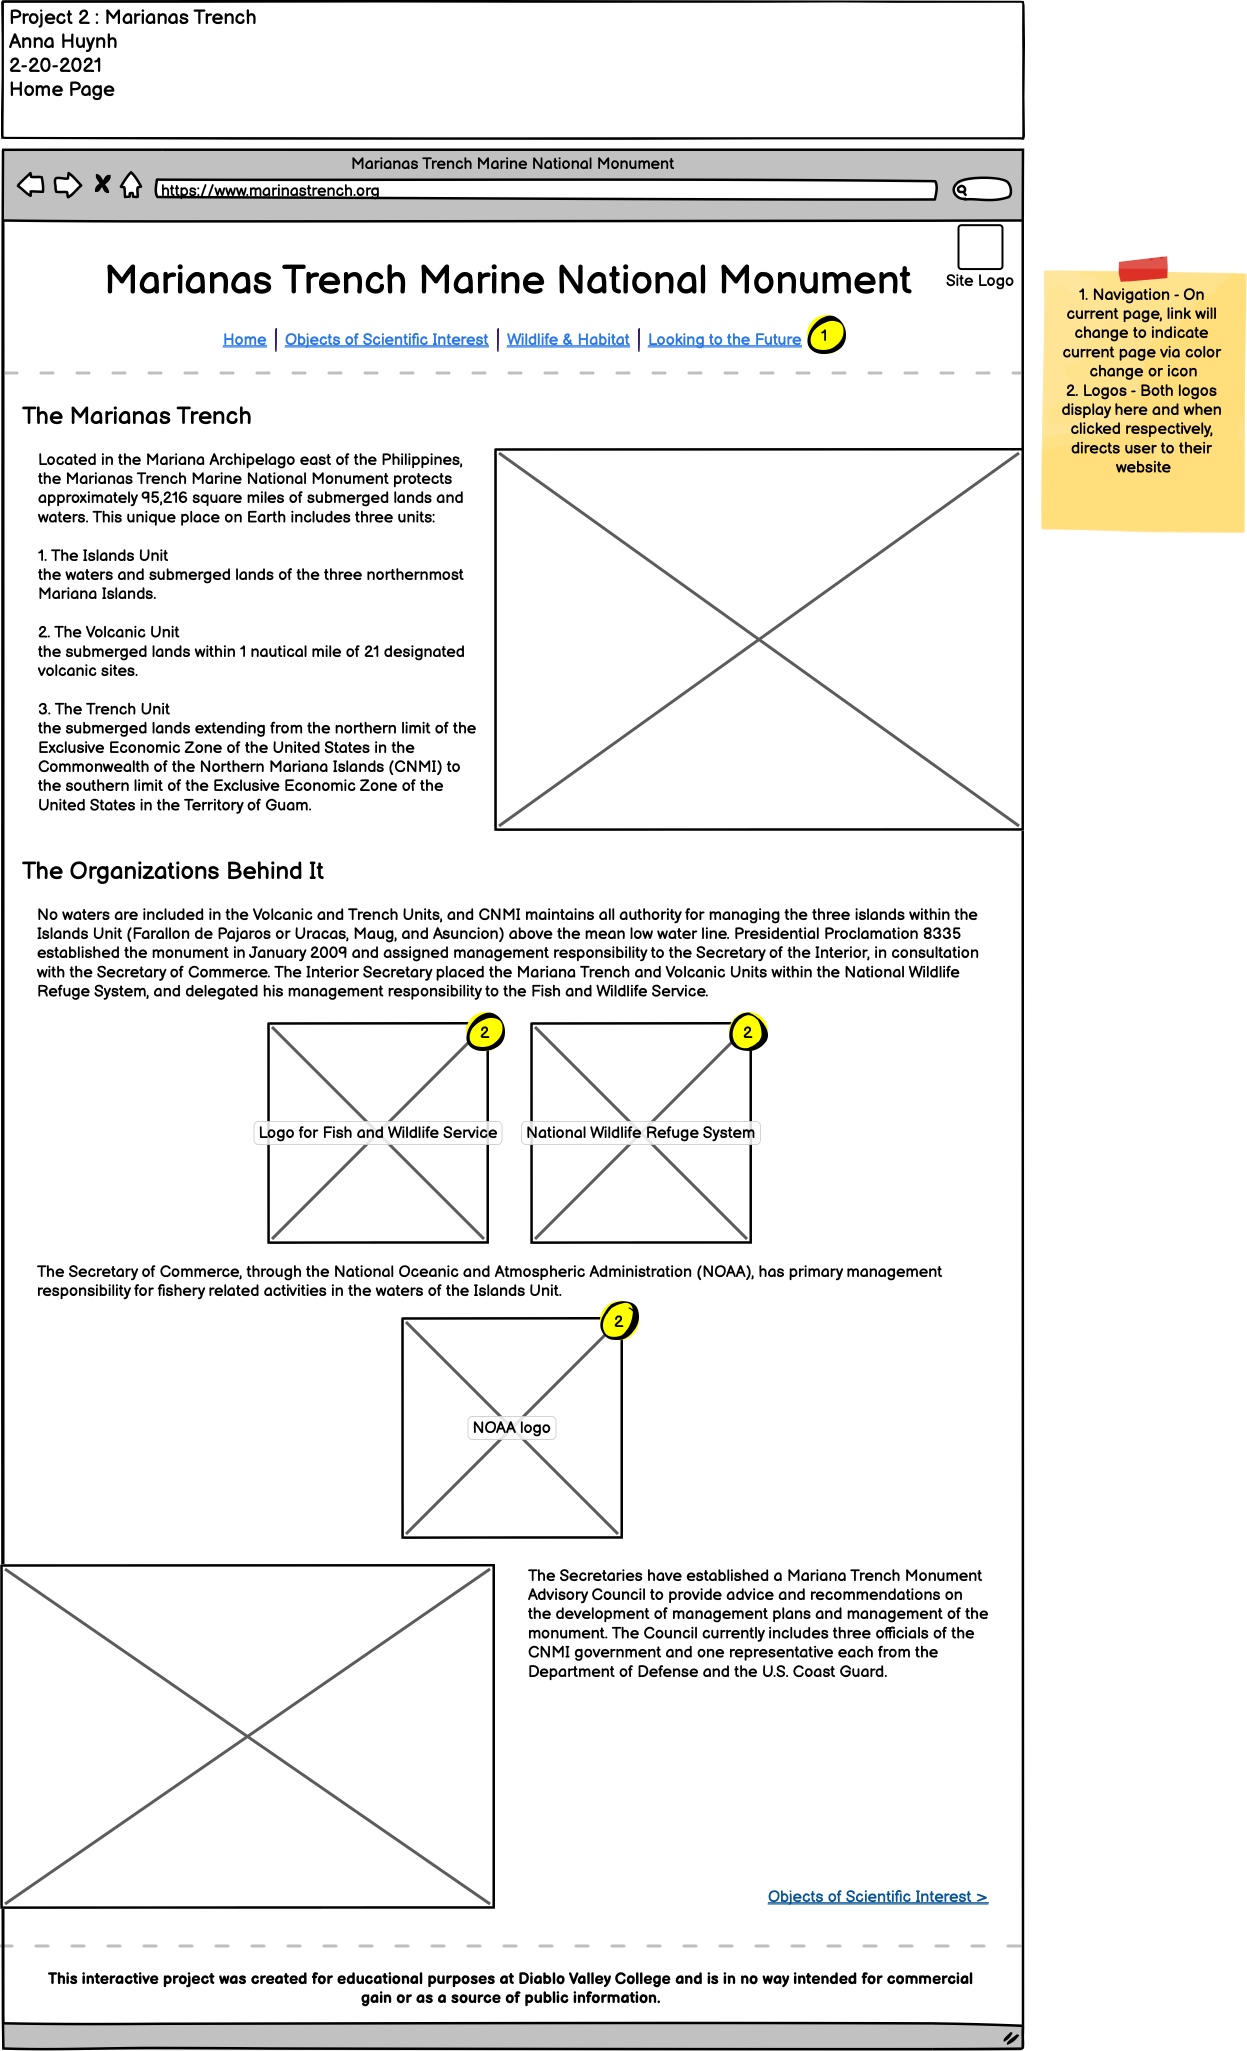 Project 2 : Marianas Trench
Anna Huynh
2-20-2021
Home Page
Marianas Trench Marine National Monument
https://www.marinastrench.org
Site Logo
Marianas Trench Marine National Monument
Home
Objects of Scientific Interest
Wildlife & Habitat
Looking to the Future
1
1. Navigation - On
current page, link will
change to indicate
current page via color
change or icon
2. Logos - Both logos
display here and when
clicked respectively,
directs user to their
website
The Marianas Trench
Located in the Mariana Archipelago east of the Philippines,
the Marianas Trench Marine National Monument protects
approximately 95,216 square miles of submerged lands and
waters. This unique place on Earth includes three units:
1. The Islands Unit
the waters and submerged lands of the three northernmost
Mariana Islands.
2. The Volcanic Unit
the submerged lands within 1 nautical mile of 21 designated
volcanic sites.
3. The Trench Unit
the submerged lands extending from the northern limit of the
Exclusive Economic Zone of the United States in the
Commonwealth of the Northern Mariana Islands (CNMI) to
the southern limit of the Exclusive Economic Zone of the
United States in the Territory of Guam.
The Organizations Behind It
No waters are included in the Volcanic and Trench Units, and CNMI maintains all authority for managing the three islands within the
Islands Unit (Farallon de Pajaros or Uracas, Maug, and Asuncion) above the mean low water line. Presidential Proclamation 8335
established the monument in January 2009 and assigned management responsibility to the Secretary of the Interior, in consultation
with the Secretary of Commerce. The Interior Secretary placed the Mariana Trench and Volcanic Units within the National Wildlife
Refuge System, and delegated his management responsibility to the Fish and Wildlife Service.
2
2
Logo for Fish and Wildlife Service
National Wildlife Refuge System
The Secretary of Commerce, through the National Oceanic and Atmospheric Administration (NOAA), has primary management
responsibility for fishery related activities in the waters of the Islands Unit.
2
NOAA logo
The Secretaries have established a Mariana Trench Monument
Advisory Council to provide advice and recommendations on
the development of management plans and management of the
monument. The Council currently includes three officials of the
CNMI government and one representative each from the
Department of Defense and the U.S. Coast Guard.
Objects of Scientific Interest >
This interactive project was created for educational purposes at Diablo Valley College and is in no way intended for commercial
gain or as a source of public information.